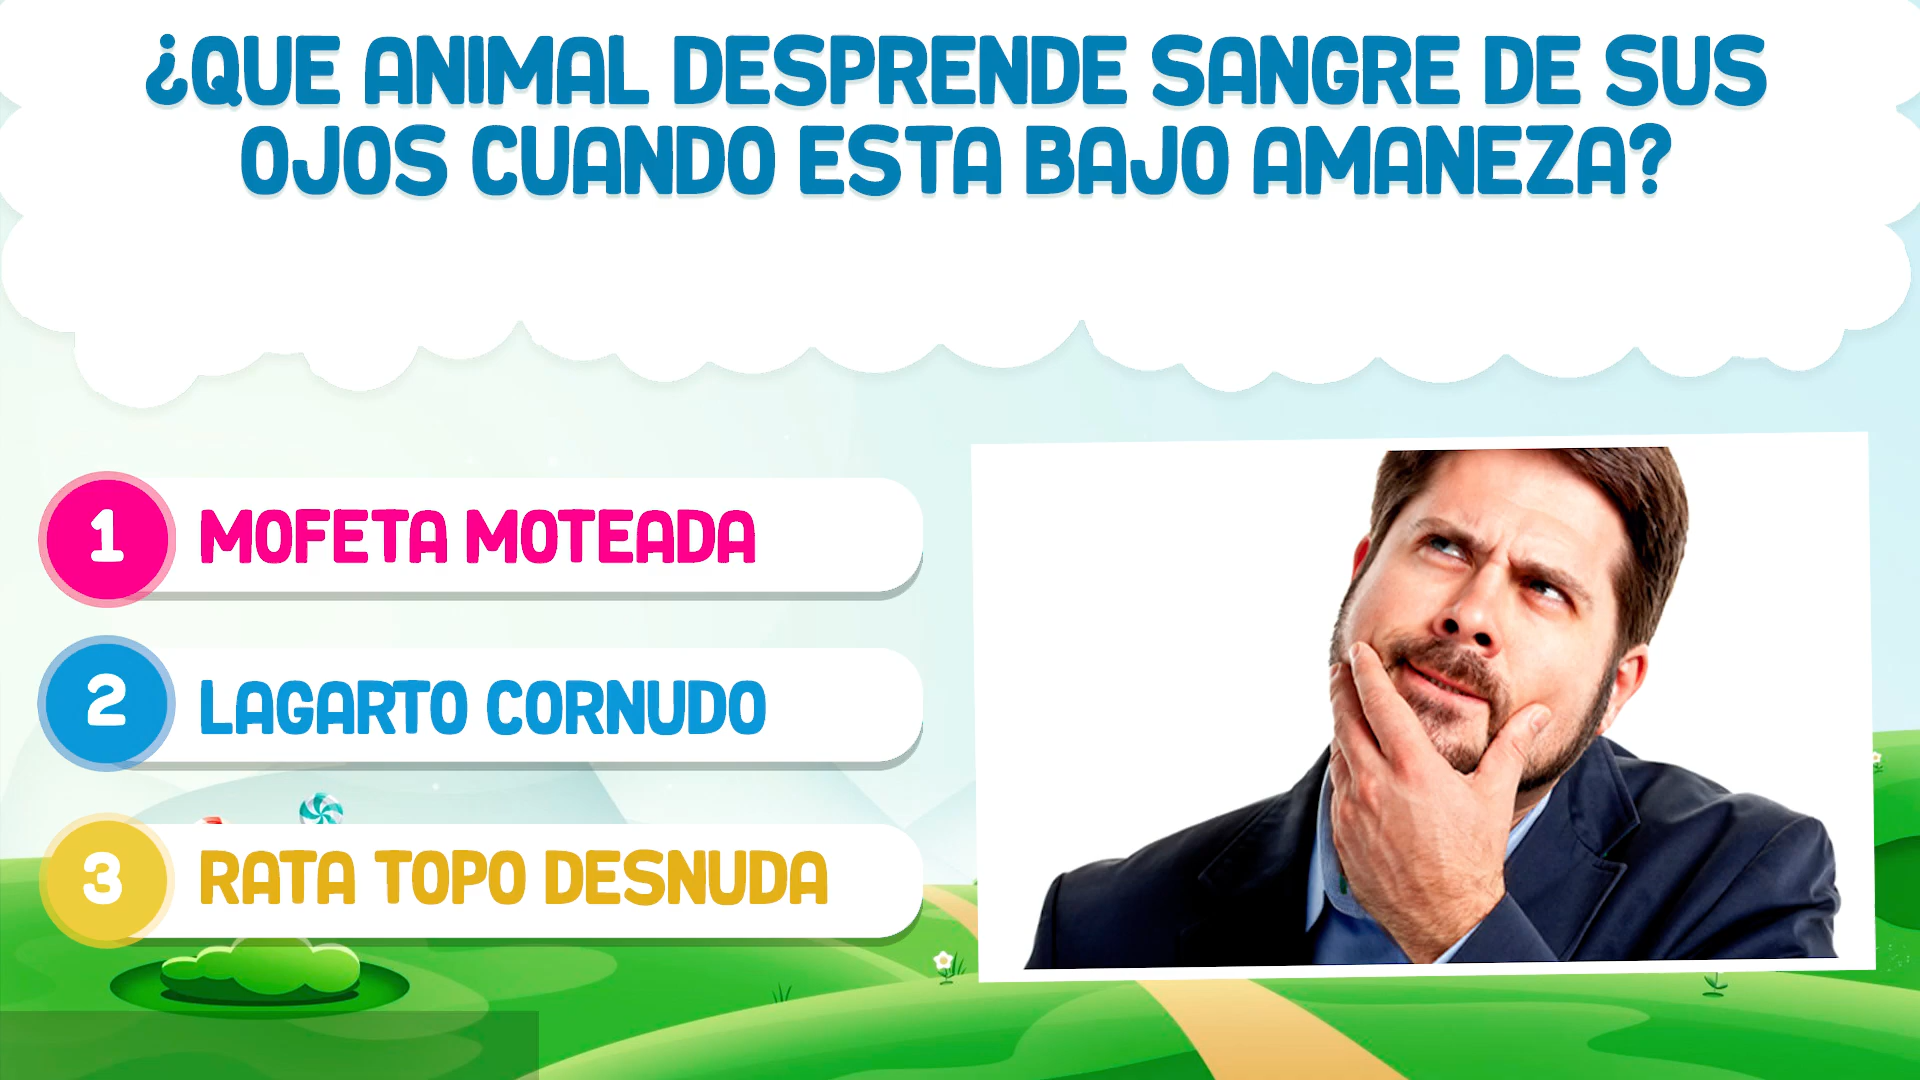 ¿QUE ANIMAL DESPRENDE SANGRE DE SUS
OJOS CUANDO ESTA BAJO AMANEZA?
1 MOFETA MOTEADA
2 LAGARTO CORNUDO
3 RATA TOPO DESNUDA